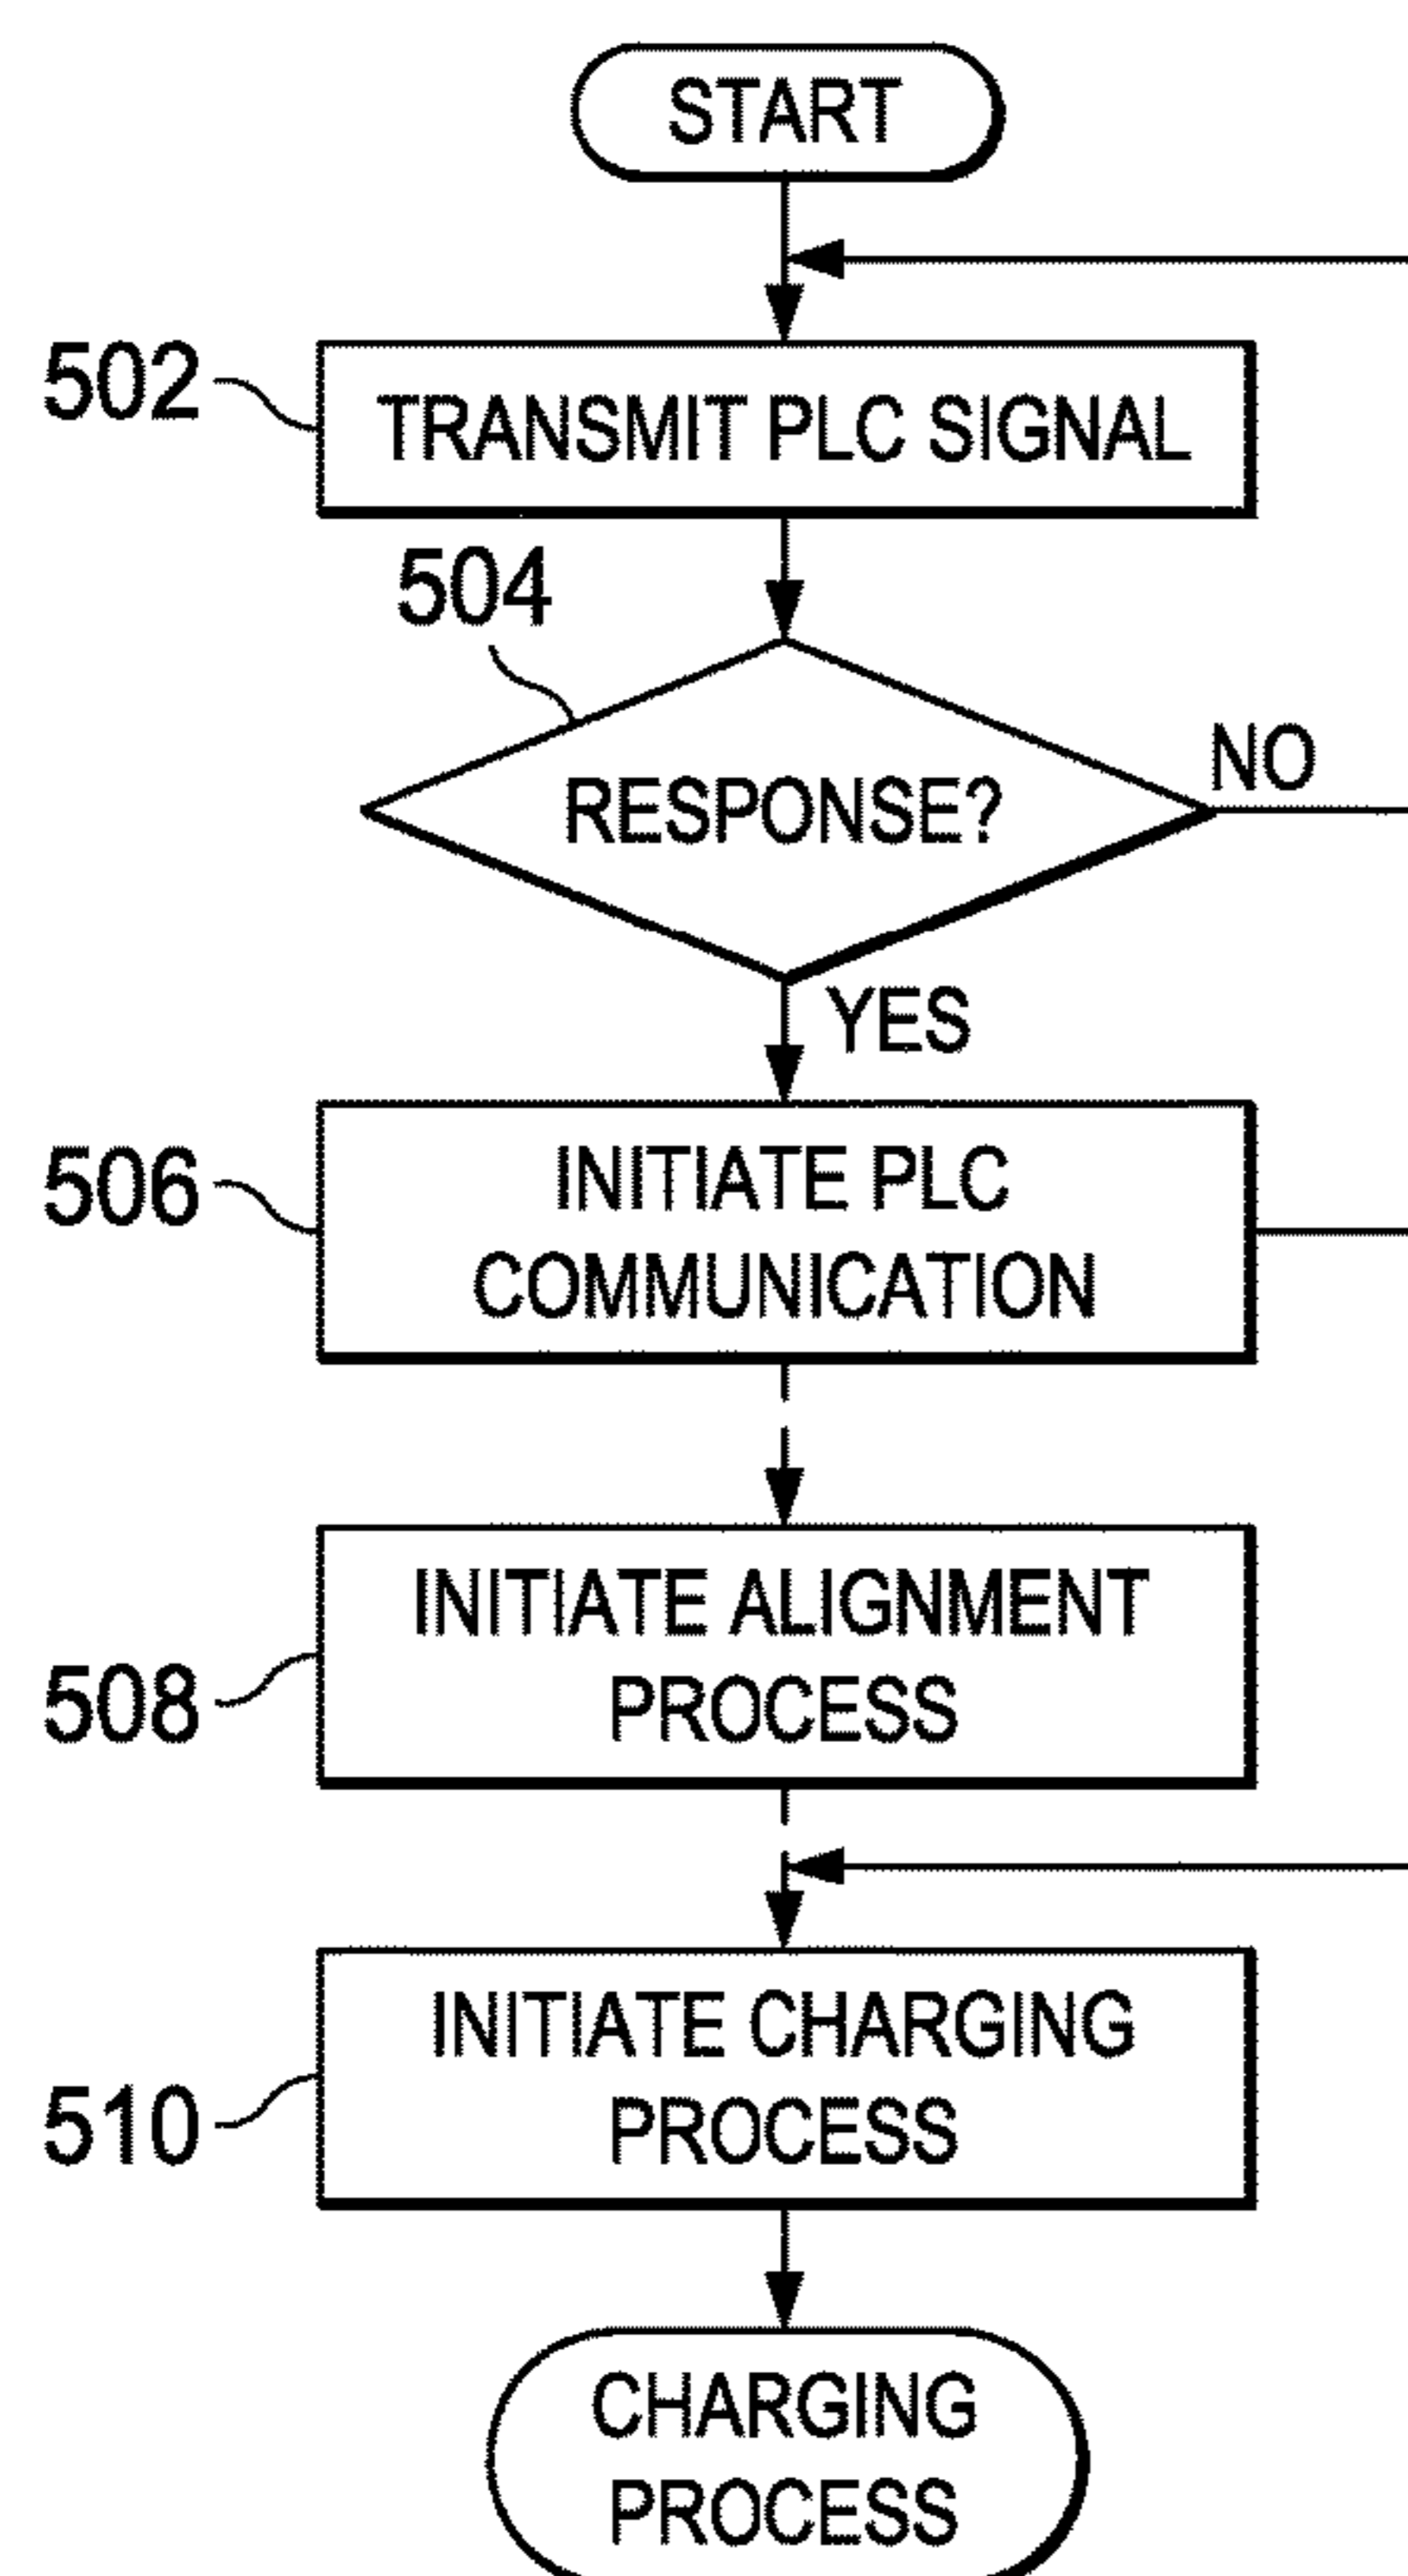 START
502
TRANSMIT PLC SIGNAL
504
RESPONSE?
NO
YES
506
INITIATE PLC
COMMUNICATION
508
INITIATE ALIGNMENT
PROCESS
510
INITIATE CHARGING
PROCESS
CHARGING
PROCESS